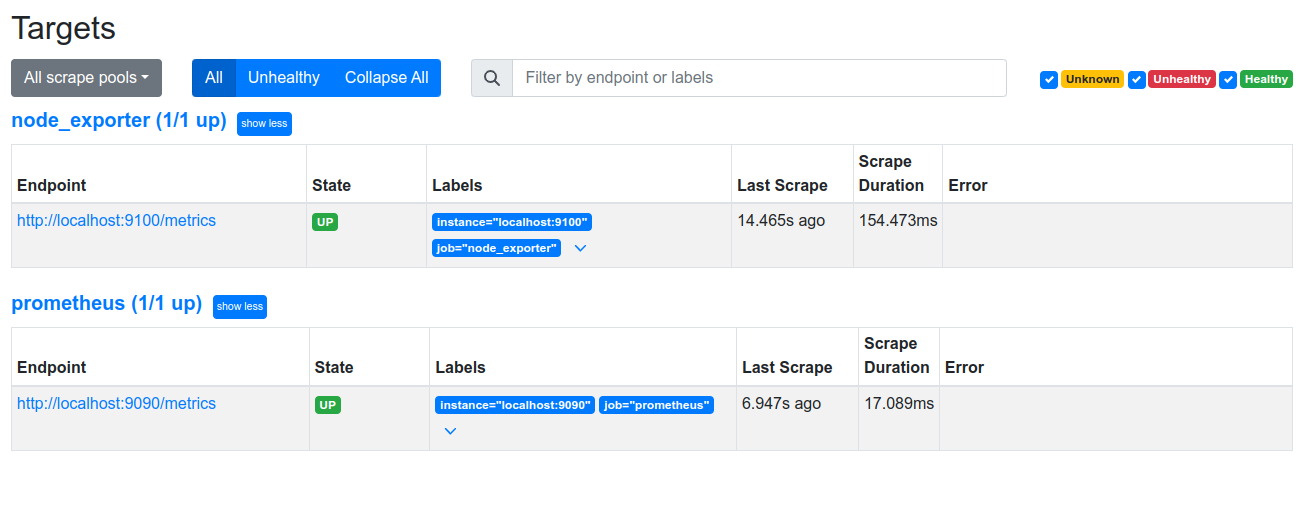 Targets
All scrape pools All Unhealthy Collapse All Filter by endpoint or labels Unknown Unhealthy Healthy
node_exporter (1/1 up) show less
Endpoint State Labels Last Scrape Scrape Duration Error
http://localhost:9100/metrics UP instance="localhost:9100" 14.465s ago 154.473ms
job="node_exporter"
prometheus (1/1 up) show less
Endpoint State Labels Last Scrape Scrape Duration Error
http://localhost:9090/metrics UP instance="localhost:9090" job="prometheus" 6.947s ago 17.089ms